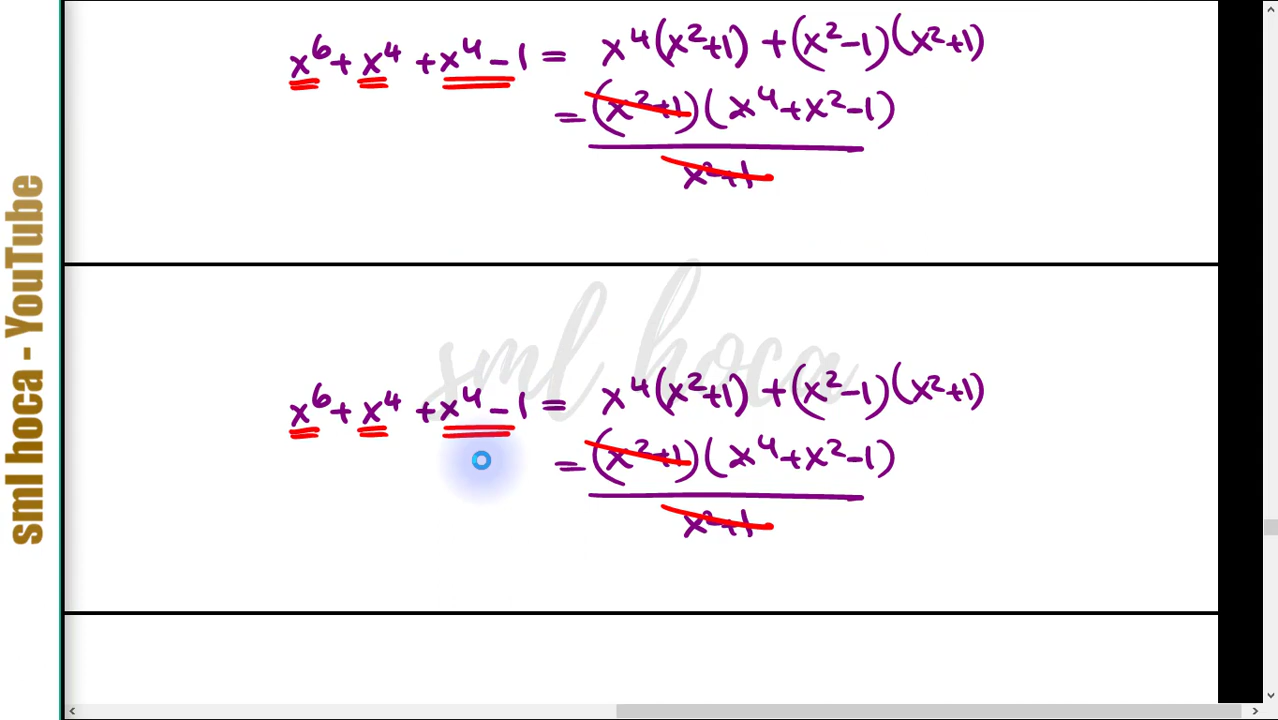 x⁶ + x⁴ + x⁴ - 1 = x⁴(x²+1) + (x²-1)(x²+1)
= (x²+1)(x⁴+x²-1)
x²+1
sml hoca
x⁶ + x⁴ + x⁴ - 1 = x⁴(x²+1) + (x²-1)(x²+1)
= (x²+1)(x⁴+x²-1)
x²+1
sml hoca - YouTube